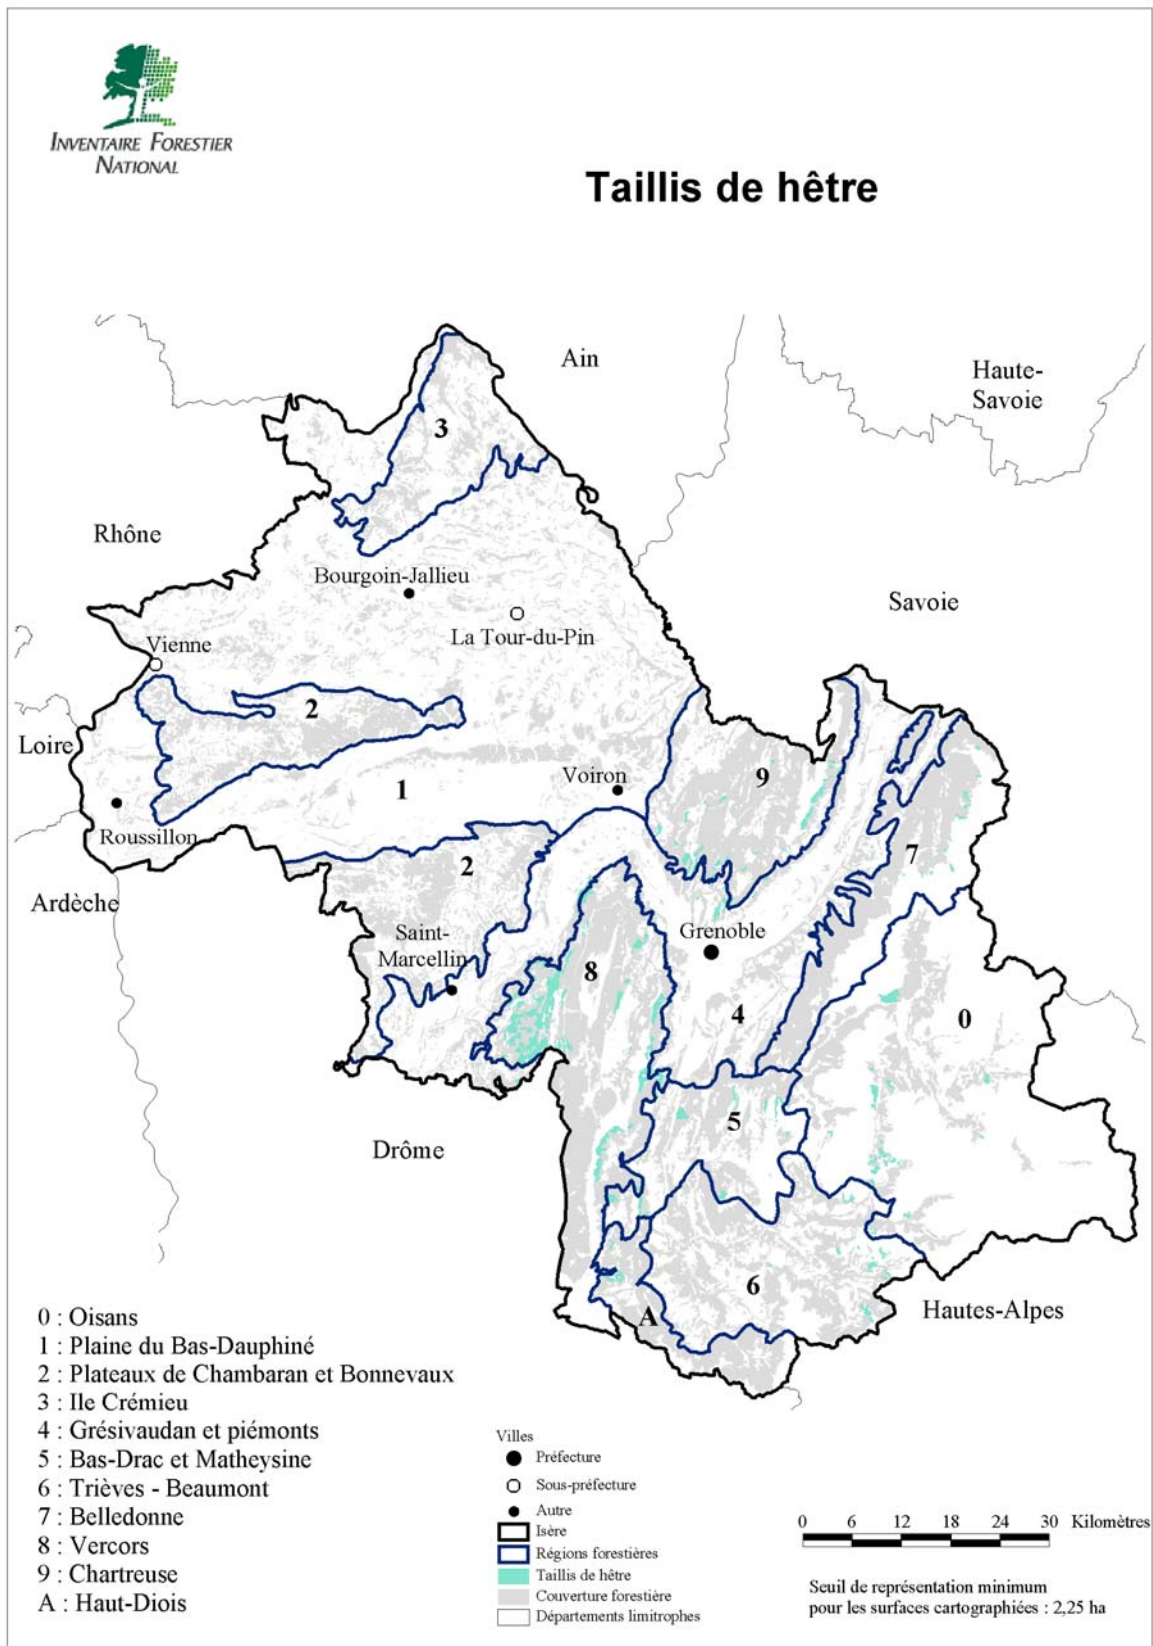 INVENTAIRE FORESTIER
NATIONAL
Taillis de hêtre
Ain
Haute-
Savoie
3
Rhône
Bourgoin-Jallieu
La Tour-du-Pin
Savoie
Vienne
2
Loire
9
Voiron
1
Roussillon
7
2
Ardèche
Saint-
Marcellin
Grenoble
8
4
0
5
Drôme
6
A
Hautes-Alpes
0 : Oisans
1 : Plaine du Bas-Dauphiné
2 : Plateaux de Chambaran et Bonnevaux
3 : Ile Crémieu
4 : Grésivaudan et piémonts
5 : Bas-Drac et Matheysine
6 : Trièves - Beaumont
7 : Belledonne
8 : Vercors
9 : Chartreuse
A : Haut-Diois
Villes
Préfecture
Sous-préfecture
Autre
Isère
Régions forestières
Taillis de hêtre
Couverture forestière
Départements limitrophes
0 6 12 18 24 30 Kilomètres
Seuil de représentation minimum
pour les surfaces cartographiées : 2,25 ha